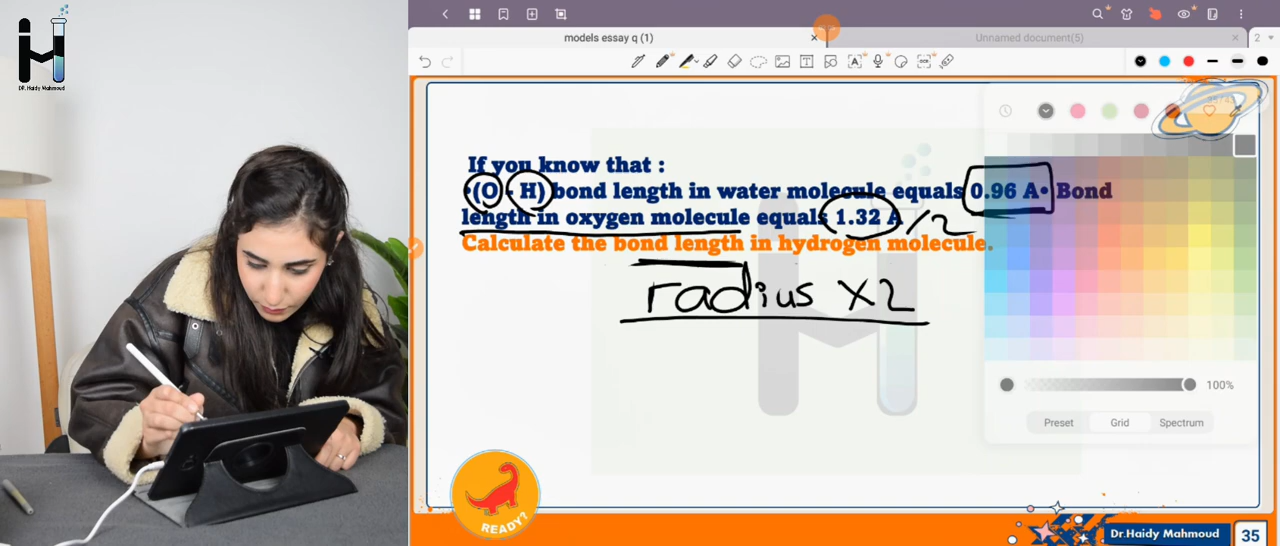 DR.Haidy Mahmoud
models essay q (1)
Unnamed document(5)
2
If you know that :
•(O - H) bond length in water molecule equals 0.96 A• Bond
length in oxygen molecule equals 1.32 A /2
Calculate the bond length in hydrogen molecule.
radius X2
100%
Preset Grid Spectrum
READY?
Dr.Haidy Mahmoud 35